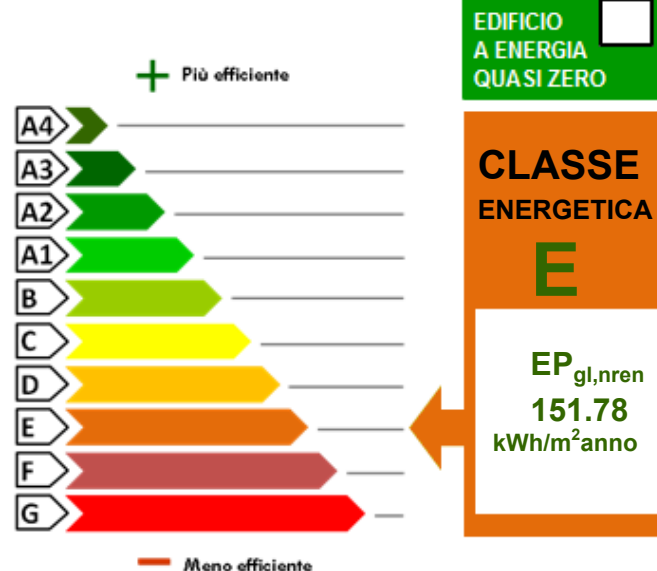 EDIFICIO
A ENERGIA
QUASI ZERO
Più efficiente
A4
A3
A2
A1
B
C
D
E
F
G
Meno efficiente
CLASSE
ENERGETICA
E
EPgl,nren
151.78
kWh/m²anno